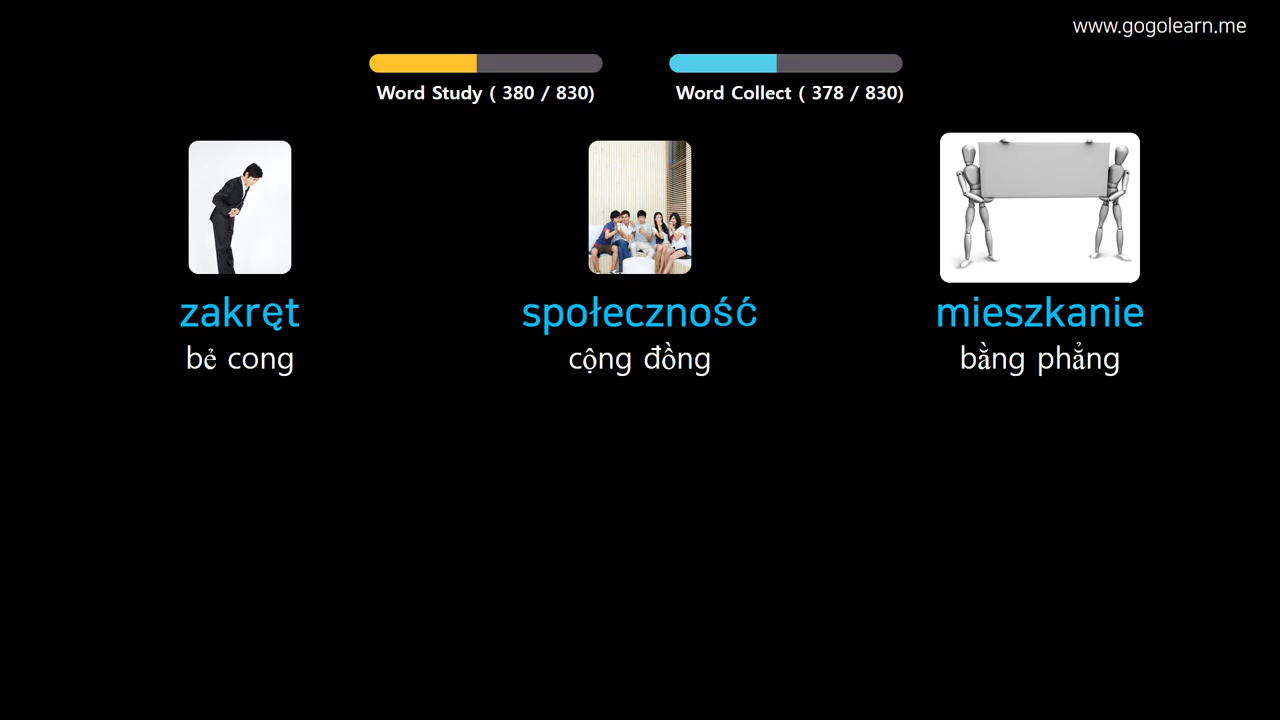 www.gogolearn.me
Word Study ( 380 / 830)
Word Collect ( 378 / 830)
zakręt
społeczność
mieszkanie
bẻ cong
cộng đồng
bằng phẳng